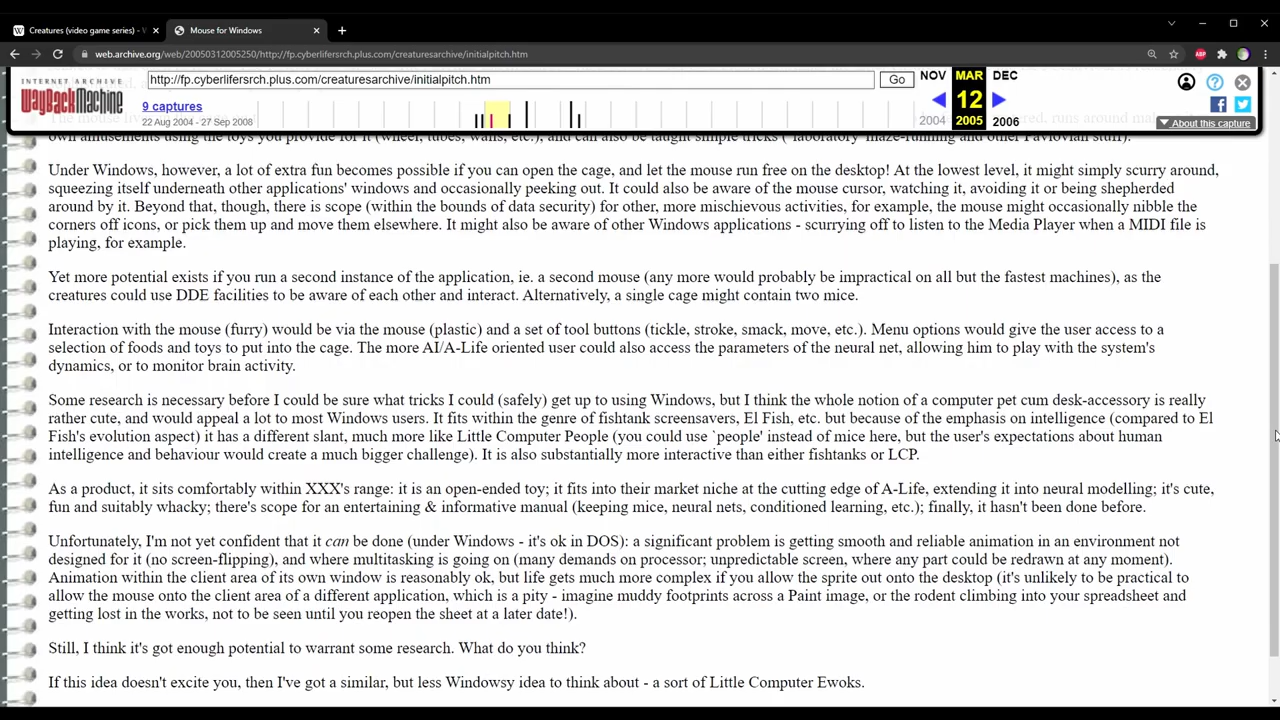 Creatures (video game series) - W
Mouse for Windows
web.archive.org/web/20050312005250/http://fp.cyberlifersrch.plus.com/creaturesarchive/initialpitch.htm
INTERNET ARCHIVE
WayBackMachine
http://fp.cyberlifersrch.plus.com/creaturesarchive/initialpitch.htm
Go
NOV MAR DEC
9 captures
12
22 Aug 2004 - 27 Sep 2008
2004 2005 2006
About this capture
own amusements using the toys you provide for it (wheel, tubes, walls, etc.), and can also be taught simple tricks (`laboratory' maze-running and other Pavlovian stuff).
Under Windows, however, a lot of extra fun becomes possible if you can open the cage, and let the mouse run free on the desktop! At the lowest level, it might simply scurry around,
squeezing itself underneath other applications' windows and occasionally peeking out. It could also be aware of the mouse cursor, watching it, avoiding it or being shepherded
around by it. Beyond that, though, there is scope (within the bounds of data security) for other, more mischievous activities, for example, the mouse might occasionally nibble the
corners off icons, or pick them up and move them elsewhere. It might also be aware of other Windows applications - scurrying off to listen to the Media Player when a MIDI file is
playing, for example.
Yet more potential exists if you run a second instance of the application, ie. a second mouse (any more would probably be impractical on all but the fastest machines), as the
creatures could use DDE facilities to be aware of each other and interact. Alternatively, a single cage might contain two mice.
Interaction with the mouse (furry) would be via the mouse (plastic) and a set of tool buttons (tickle, stroke, smack, move, etc.). Menu options would give the user access to a
selection of foods and toys to put into the cage. The more AI/A-Life oriented user could also access the parameters of the neural net, allowing him to play with the system's
dynamics, or to monitor brain activity.
Some research is necessary before I could be sure what tricks I could (safely) get up to using Windows, but I think the whole notion of a computer pet cum desk-accessory is really
rather cute, and would appeal a lot to most Windows users. It fits within the genre of fishtank screensavers, El Fish, etc. but because of the emphasis on intelligence (compared to El
Fish's evolution aspect) it has a different slant, much more like Little Computer People (you could use `people' instead of mice here, but the user's expectations about human
intelligence and behaviour would create a much bigger challenge). It is also substantially more interactive than either fishtanks or LCP.
As a product, it sits comfortably within XXX's range: it is an open-ended toy; it fits into their market niche at the cutting edge of A-Life, extending it into neural modelling; it's cute,
fun and suitably whacky; there's scope for an entertaining & informative manual (keeping mice, neural nets, conditioned learning, etc.); finally, it hasn't been done before.
Unfortunately, I'm not yet confident that it can be done (under Windows - it's ok in DOS): a significant problem is getting smooth and reliable animation in an environment not
designed for it (no screen-flipping), and where multitasking is going on (many demands on processor; unpredictable screen, where any part could be redrawn at any moment).
Animation within the client area of its own window is reasonably ok, but life gets much more complex if you allow the sprite out onto the desktop (it's unlikely to be practical to
allow the mouse onto the client area of a different application, which is a pity - imagine muddy footprints across a Paint image, or the rodent climbing into your spreadsheet and
getting lost in the works, not to be seen until you reopen the sheet at a later date!).
Still, I think it's got enough potential to warrant some research. What do you think?
If this idea doesn't excite you, then I've got a similar, but less Windowsy idea to think about - a sort of Little Computer Ewoks.